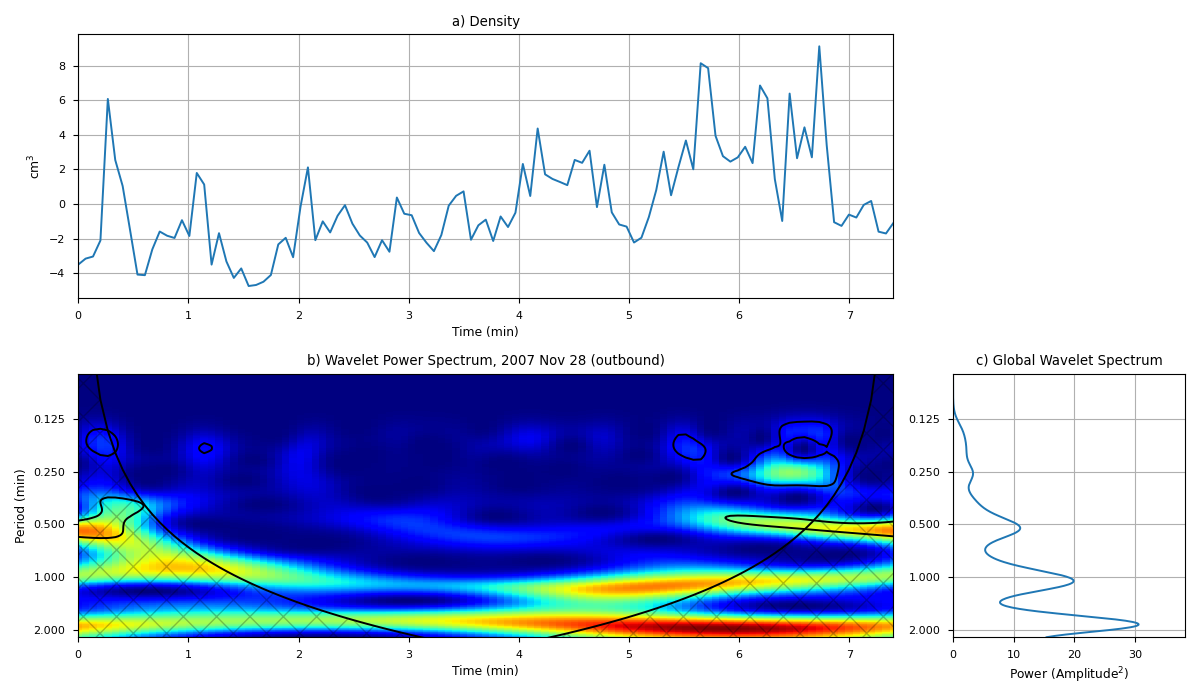 a) Density
cm³
8
6
4
2
0
−2
−4
0 1 2 3 4 5 6 7
Time (min)
b) Wavelet Power Spectrum, 2007 Nov 28 (outbound)
Period (min)
0.125
0.250
0.500
1.000
2.000
0 1 2 3 4 5 6 7
Time (min)
c) Global Wavelet Spectrum
0.125
0.250
0.500
1.000
2.000
0 10 20 30
Power (Amplitude²)